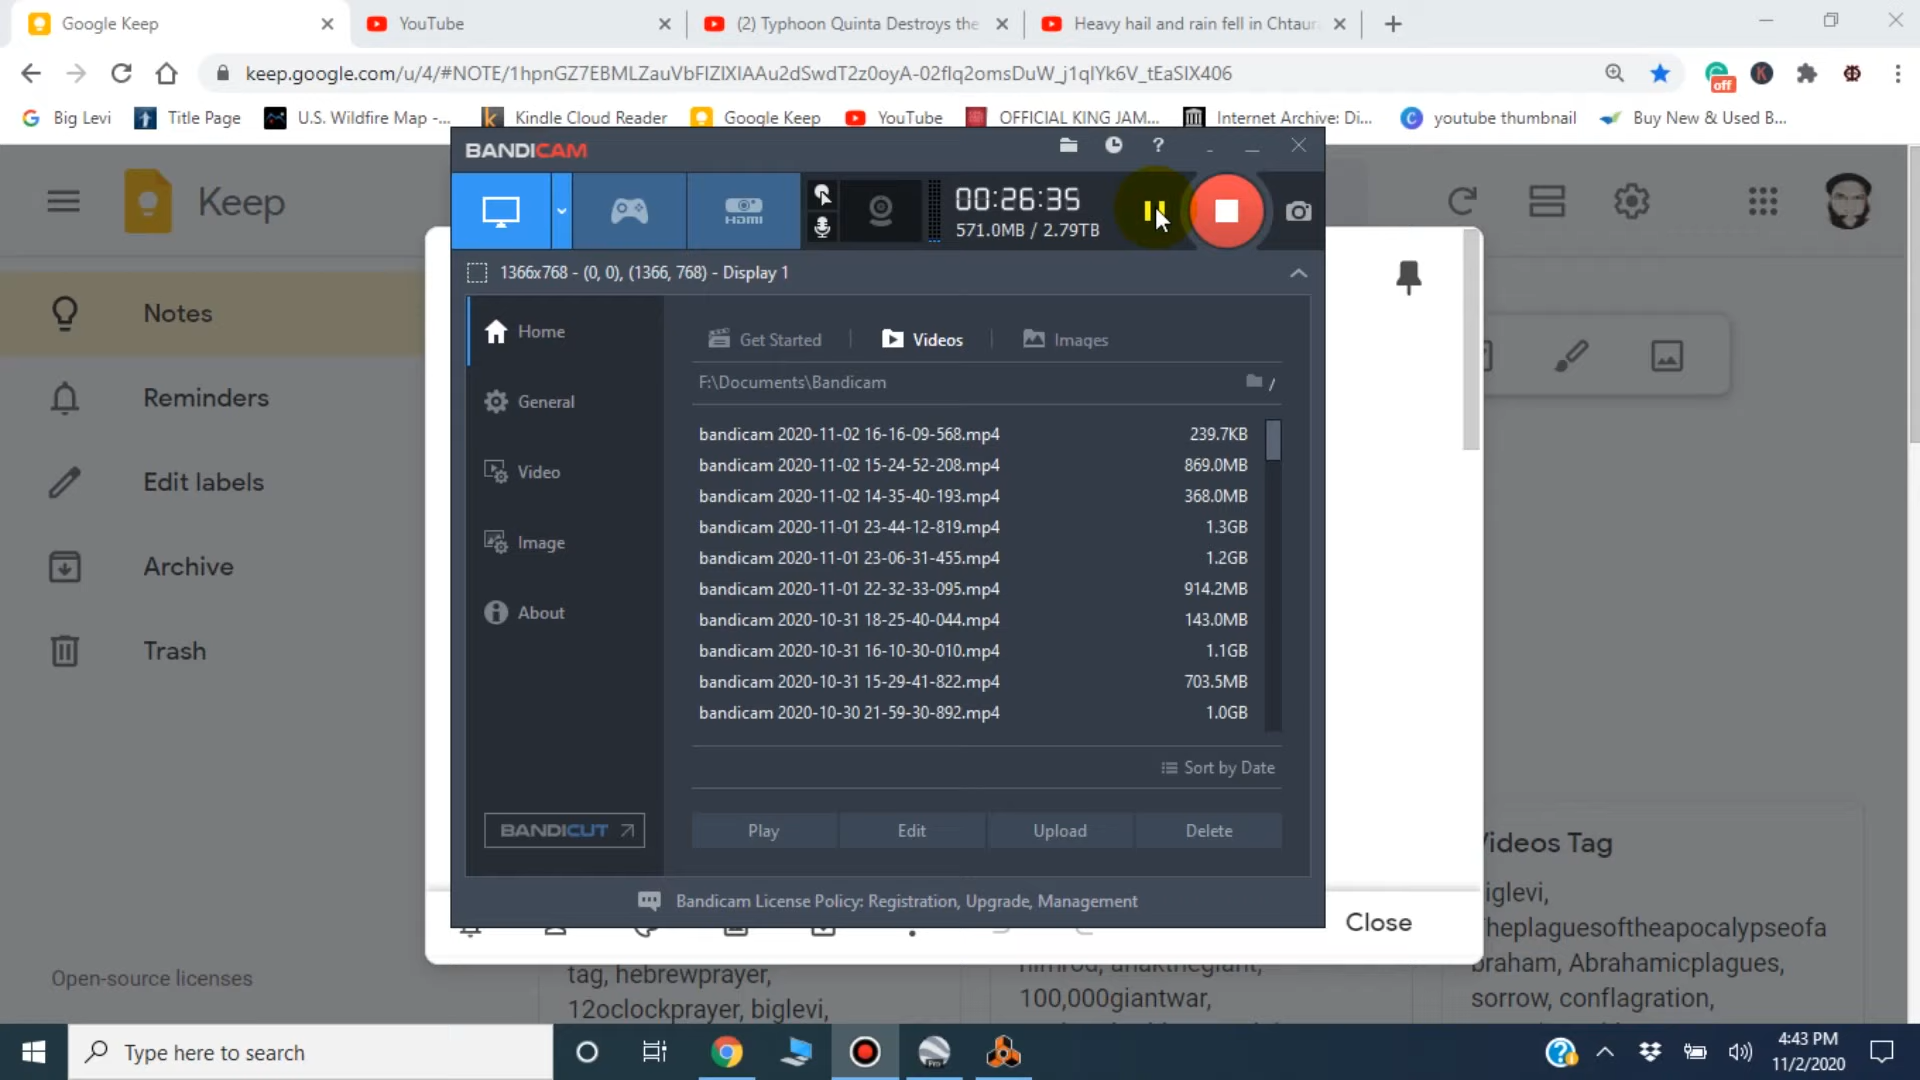 Google Keep
YouTube
(2) Typhoon Quinta Destroys the
Heavy hail and rain fell in Chtaur
keep.google.com/u/4/#NOTE/1hpnGZ7EBMLZauVbFIZIXIAAu2dSwdT2z0oyA-02fIq2omsDuW_j1qIYk6V_tEaSIX406
off
K
Big Levi
Title Page
U.S. Wildfire Map -...
Kindle Cloud Reader
Google Keep
YouTube
OFFICIAL KING JAM...
Internet Archive: Di...
youtube thumbnail
Buy New & Used B...
Keep
Notes
Reminders
Edit labels
Archive
Trash
Open-source licenses
BANDICAM
?
HDMI
00:26:35
571.0MB / 2.79TB
1366x768 - (0, 0), (1366, 768) - Display 1
Home
General
Video
Image
About
Get Started
Videos
Images
F:\Documents\Bandicam
/
bandicam 2020-11-02 16-16-09-568.mp4 239.7KB
bandicam 2020-11-02 15-24-52-208.mp4 869.0MB
bandicam 2020-11-02 14-35-40-193.mp4 368.0MB
bandicam 2020-11-01 23-44-12-819.mp4 1.3GB
bandicam 2020-11-01 23-06-31-455.mp4 1.2GB
bandicam 2020-11-01 22-32-33-095.mp4 914.2MB
bandicam 2020-10-31 18-25-40-044.mp4 143.0MB
bandicam 2020-10-31 16-10-30-010.mp4 1.1GB
bandicam 2020-10-31 15-29-41-822.mp4 703.5MB
bandicam 2020-10-30 21-59-30-892.mp4 1.0GB
Sort by Date
BANDICUT
Play
Edit
Upload
Delete
Bandicam License Policy: Registration, Upgrade, Management
Close
tag, hebrewprayer,
12oclockprayer, biglevi,
nimrod, anakthegiant,
100,000giantwar,
Videos Tag
iglevi,
heplaguesoftheapocalypseofa
braham, Abrahamicplagues,
sorrow, conflagration,
Type here to search
4:43 PM
11/2/2020